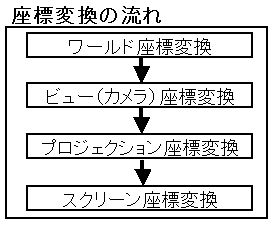 座標変換の流れ
ワールド座標変換
ビュー(カメラ)座標変換
プロジェクション座標変換
スクリーン座標変換